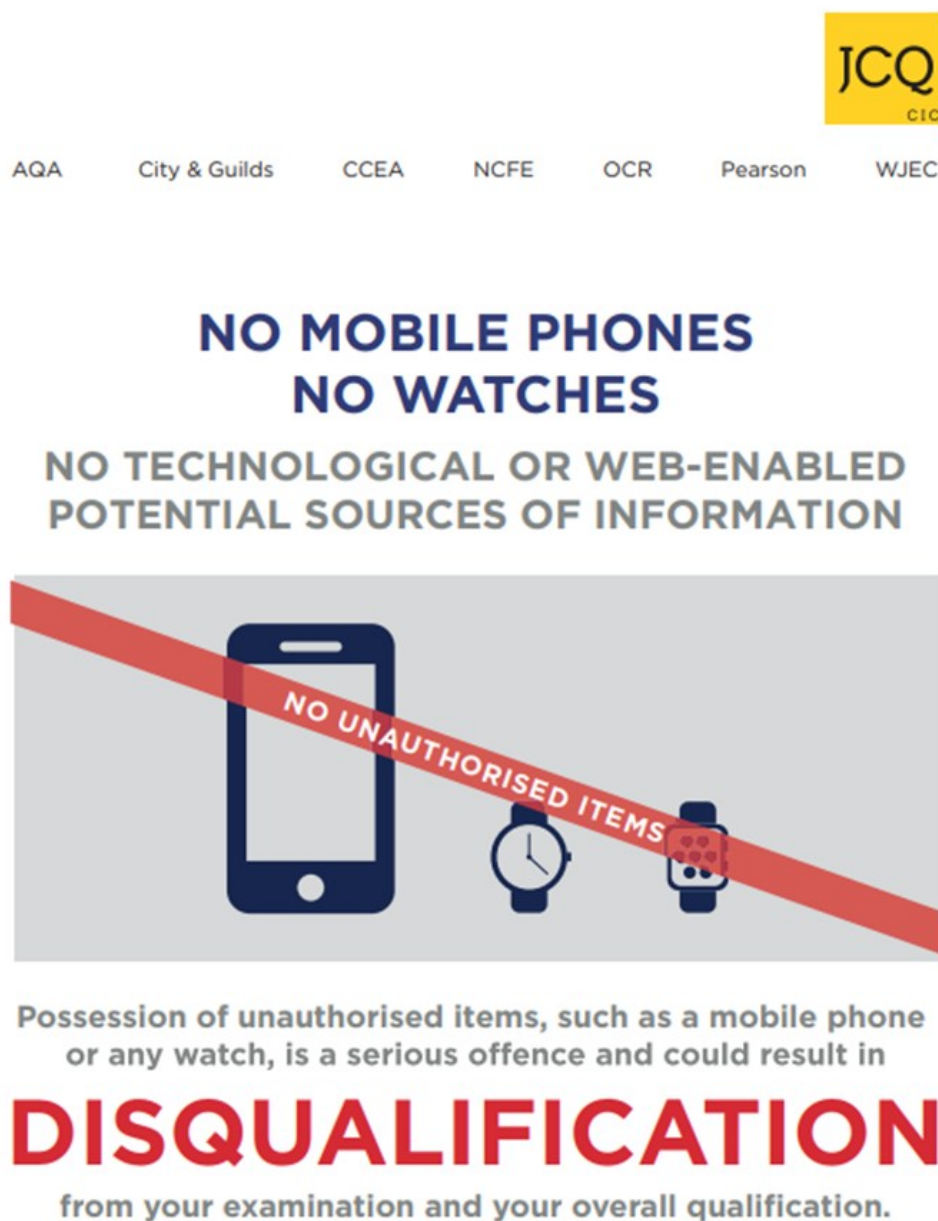 JCQ
CIC
AQA City & Guilds CCEA NCFE OCR Pearson WJEC
NO MOBILE PHONES
NO WATCHES
NO TECHNOLOGICAL OR WEB-ENABLED
POTENTIAL SOURCES OF INFORMATION
NO UNAUTHORISED ITEMS
Possession of unauthorised items, such as a mobile phone
or any watch, is a serious offence and could result in
DISQUALIFICATION
from your examination and your overall qualification.